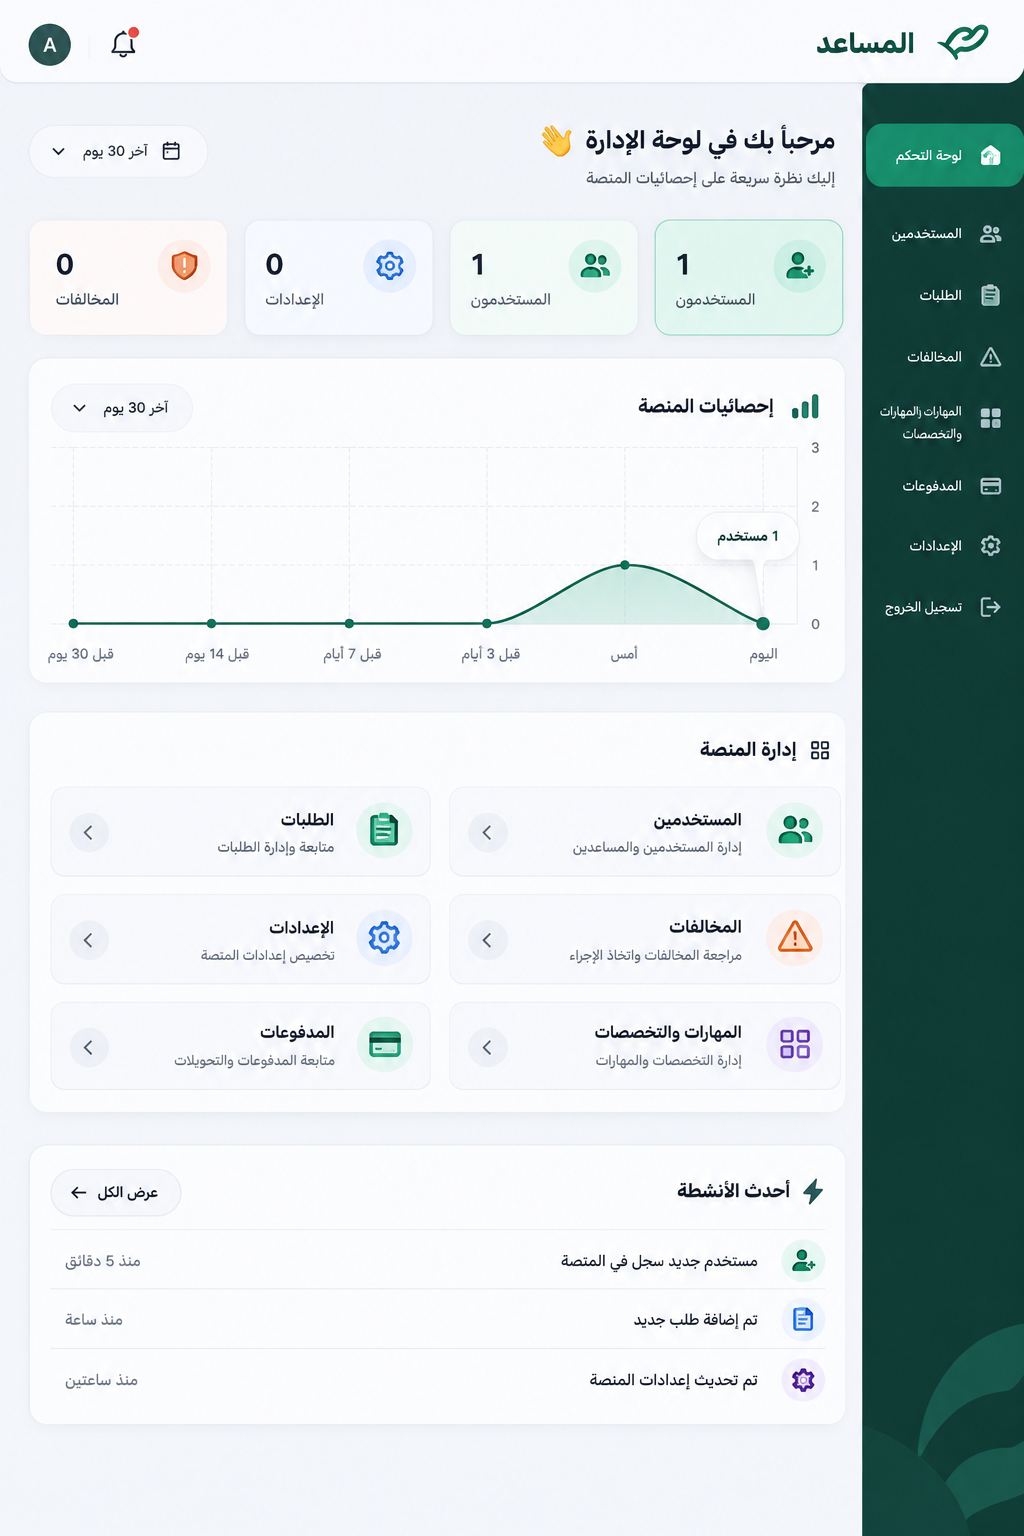 المساعد
A
لوحة التحكم
المستخدمين
الطلبات
المخالفات
المهارات والمهارات
والتخصصات
المدفوعات
الإعدادات
تسجيل الخروج
مرحبأ بك في لوحة الإدارة 👋
إليك نظرة سريعة على إحصائيات المنصة
آخر 30 يوم
1
المستخدمون
1
المستخدمون
0
الإعدادات
0
المخالفات
إحصائيات المنصة
آخر 30 يوم
3
2
1
0
1 مستخدم
اليوم
أمس
قبل 3 أيام
قبل 7 أيام
قبل 14 يوم
قبل 30 يوم
إدارة المنصة
المستخدمين
إدارة المستخدمين والمساعدين
الطلبات
متابعة وإدارة الطلبات
المخالفات
مراجعة المخالفات واتخاذ الإجراء
الإعدادات
تخصيص إعدادات المتصة
المهارات والتخصصات
إدارة التخصصات والمهارات
المدفوعات
متابعة المدفوعات والتحويلات
أحدث الأنشطة
عرض الكل
مستخدم جديد سجل في المتصة
منذ 5 دقائق
تم إضافة طلب جديد
منذ ساعة
تم تحديث إعدادات المنصة
منذ ساعتين